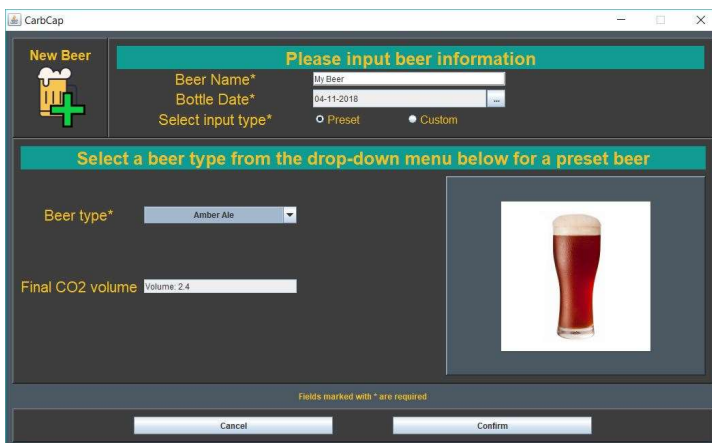 CarbCap
New Beer
Please input beer information
Beer Name*
My Beer
Bottle Date*
04-11-2018
...
Select input type*
Preset
Custom
Select a beer type from the drop-down menu below for a preset beer
Beer type*
Amber Ale
Final CO2 volume
Volume: 2.4
Fields marked with * are required
Cancel
Confirm